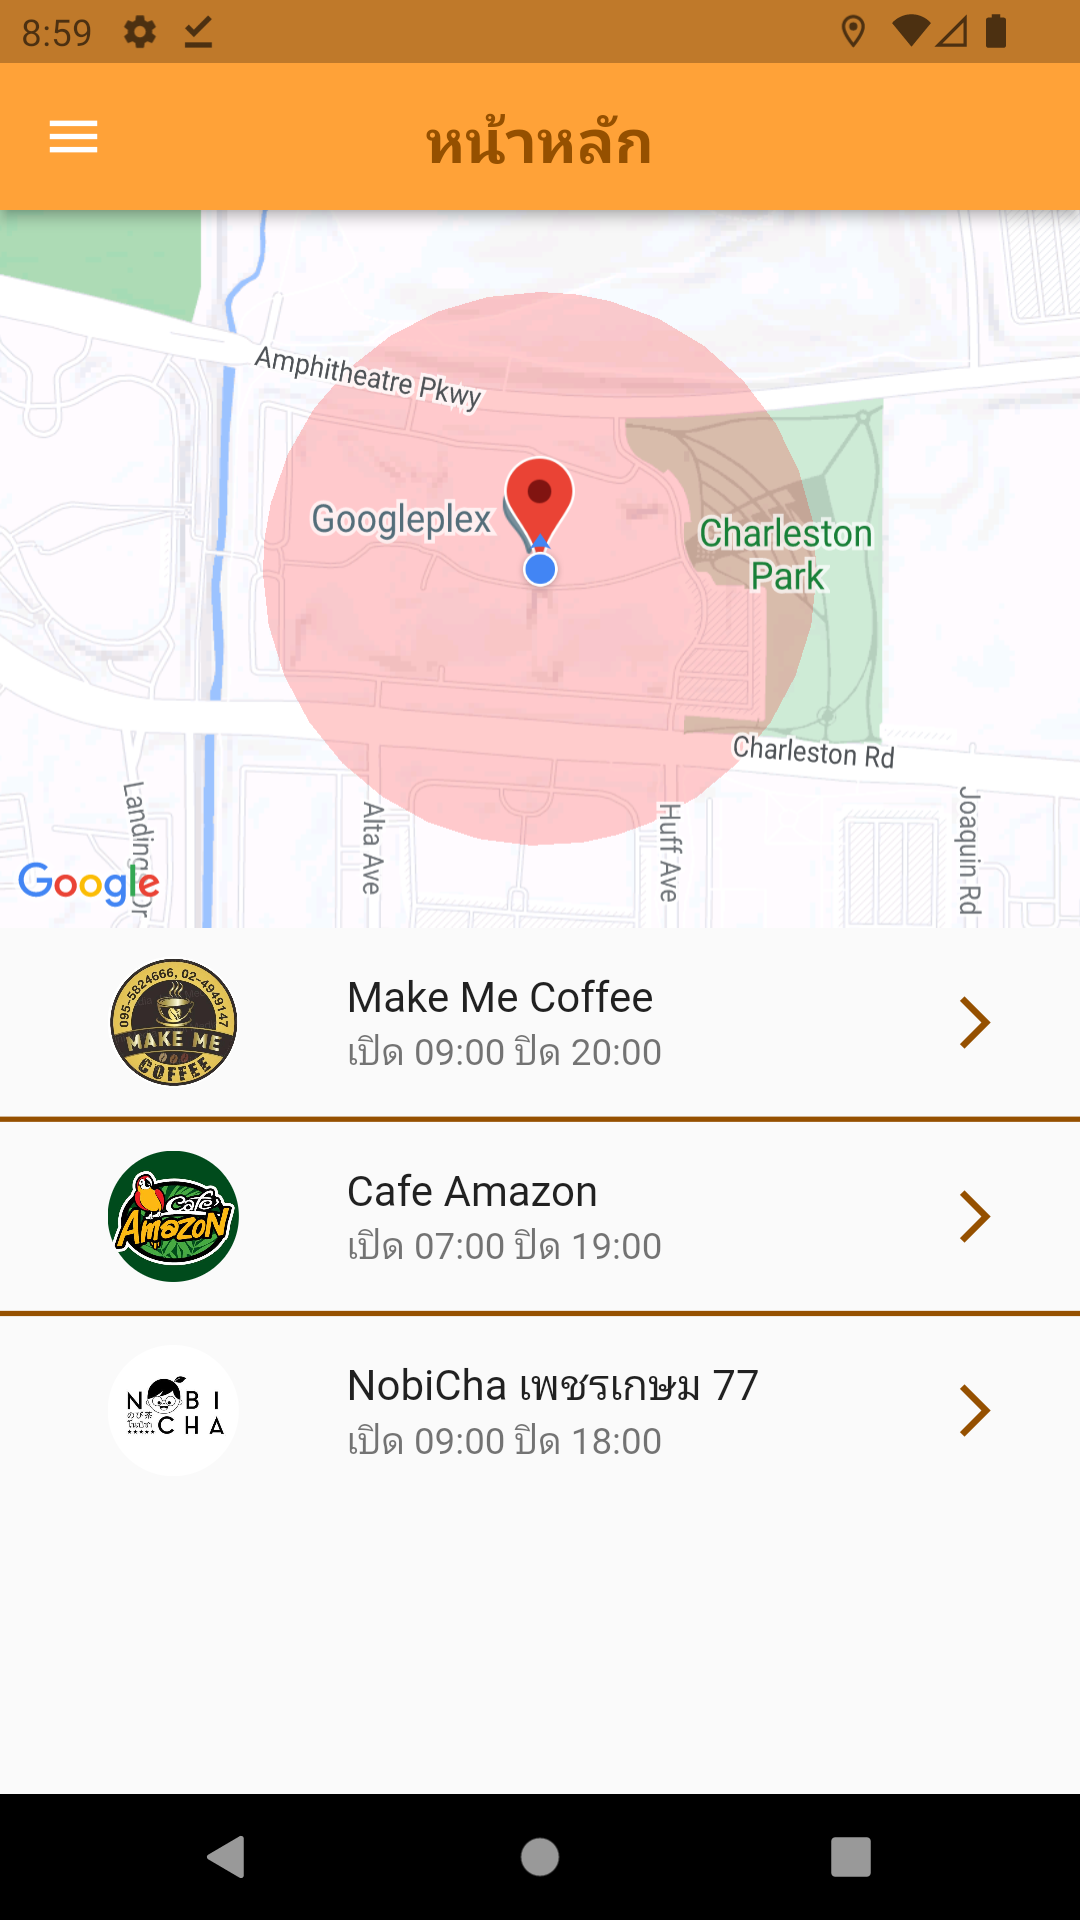 8:59
หน้าหลัก
Amphitheatre Pkwy
Googleplex
Charleston
Park
Charleston Rd
Landings Dr
Alta Ave
Huff Ave
Joaquin Rd
Google
095-5824666, 02-4949147
MAKE ME
COFFEE
Make Me Coffee
เปิด 09:00 ปิด 20:00
Café
Amazon
Cafe Amazon
เปิด 07:00 ปิด 19:00
NOBI
CHA
NobiCha เพชรเกษม 77
เปิด 09:00 ปิด 18:00